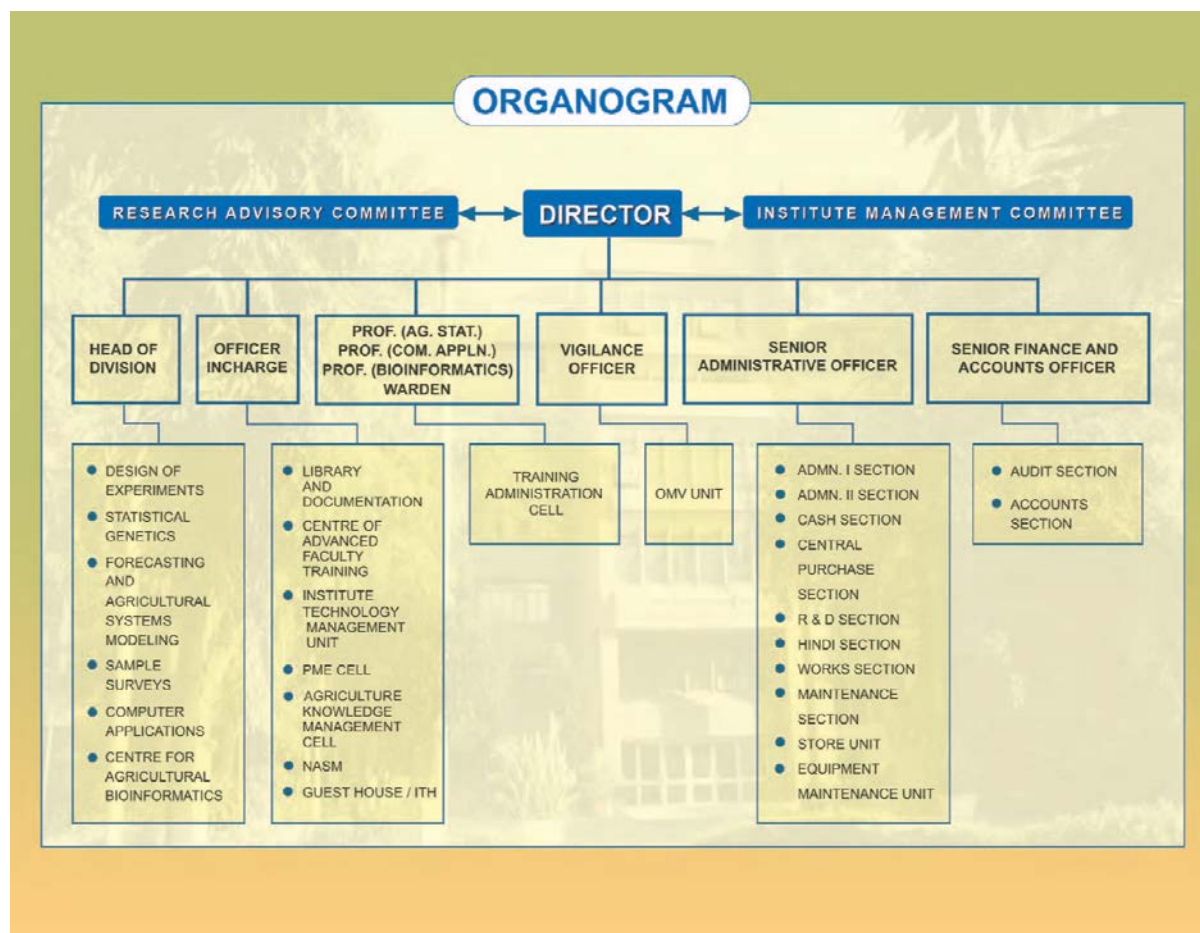 ORGANOGRAM
RESEARCH ADVISORY COMMITTEE
DIRECTOR
INSTITUTE MANAGEMENT COMMITTEE
HEAD OF
DIVISION
OFFICER
INCHARGE
PROF. (AG. STAT.)
PROF. (COM. APPLN.)
PROF. (BIOINFORMATICS)
WARDEN
VIGILANCE
OFFICER
SENIOR
ADMINISTRATIVE OFFICER
SENIOR FINANCE AND
ACCOUNTS OFFICER
DESIGN OF
EXPERIMENTS
STATISTICAL
GENETICS
FORECASTING
AND
AGRICULTURAL
SYSTEMS
MODELING
SAMPLE
SURVEYS
COMPUTER
APPLICATIONS
CENTRE FOR
AGRICULTURAL
BIOINFORMATICS
LIBRARY
AND
DOCUMENTATION
CENTRE OF
ADVANCED
FACULTY
TRAINING
INSTITUTE
TECHNOLOGY
MANAGEMENT
UNIT
PME CELL
AGRICULTURE
KNOWLEDGE
MANAGEMENT
CELL
NASM
GUEST HOUSE / ITH
TRAINING
ADMINISTRATION
CELL
OMV UNIT
ADMN. I SECTION
ADMN. II SECTION
CASH SECTION
CENTRAL
PURCHASE
SECTION
R & D SECTION
HINDI SECTION
WORKS SECTION
MAINTENANCE
SECTION
STORE UNIT
EQUIPMENT
MAINTENANCE UNIT
AUDIT SECTION
ACCOUNTS
SECTION